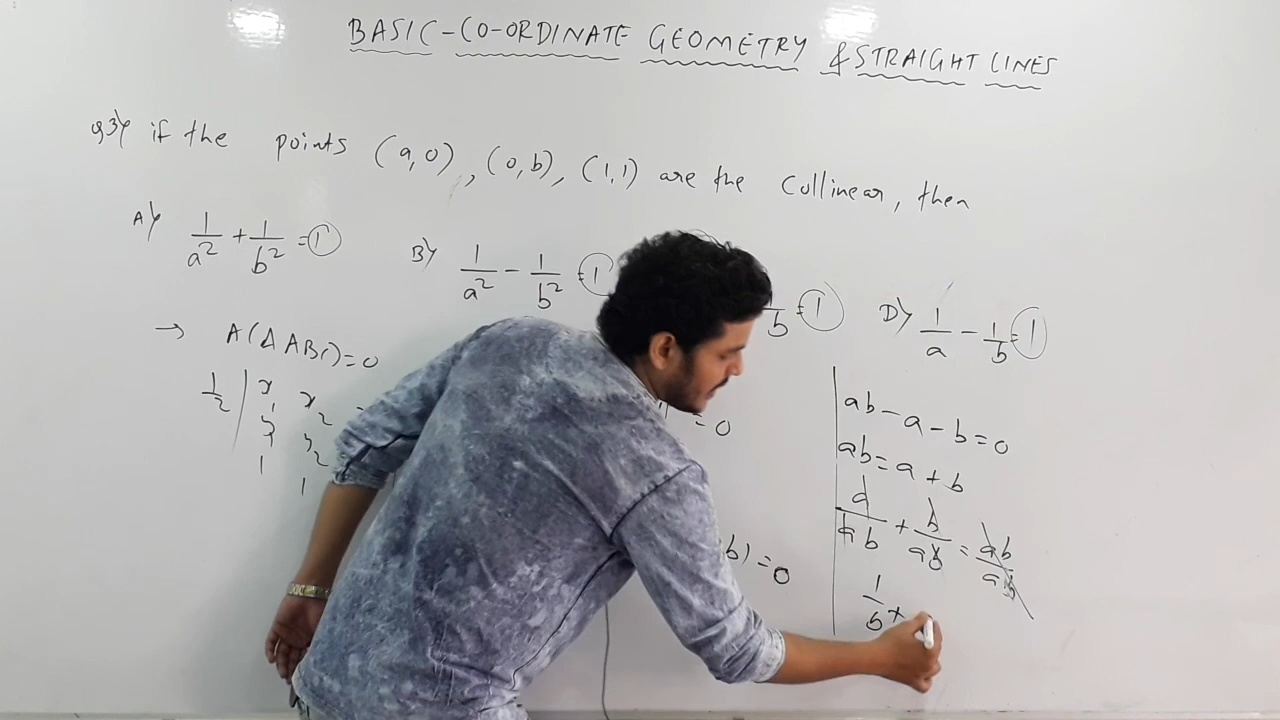 BASIC-CO-ORDINATE GEOMETRY & STRAIGHT LINES
Q3) if the points (a,0), (0,b), (1,1) are the Collinear, then
A) 1/a² + 1/b² = 1
B) 1/a² - 1/b² = 1
b = 1
D) 1/a - 1/b = 1
→ A(Δ ABC) = 0
1/2 | x₁ x₂
y₁ y₂
1 1
= 0
b) = 0
ab - a - b = 0
ab = a + b
a/ab + b/ab = ab/ab
1/b +